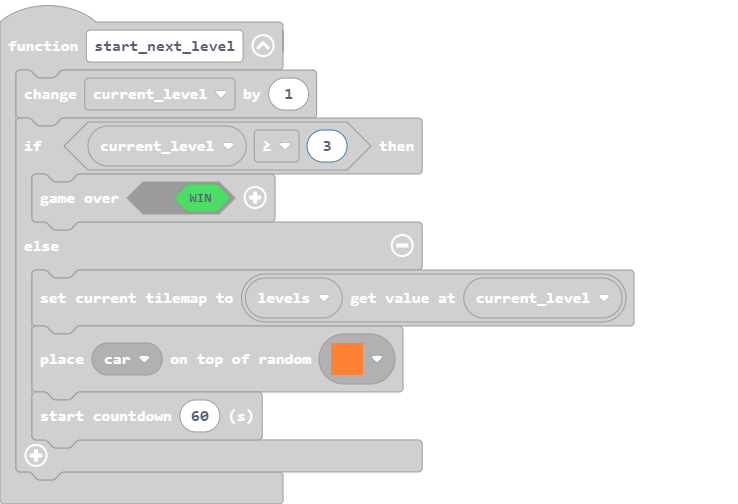 function start_next_level
change current_level by 1
if current_level ≥ 3 then
game over WIN
else
set current tilemap to levels get value at current_level
place car on top of random
start countdown 60 (s)